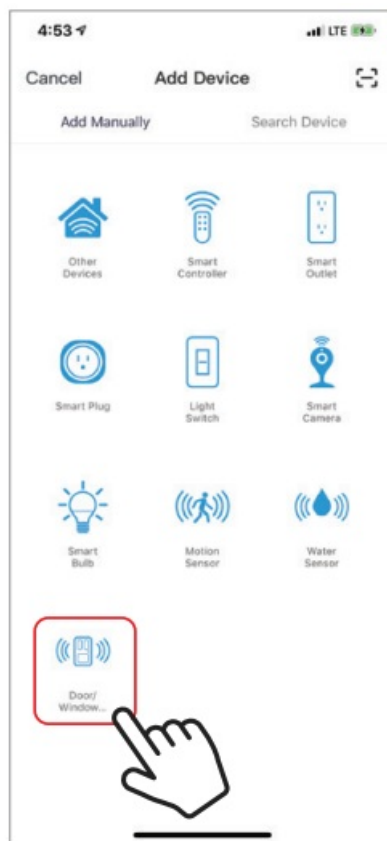 4:53 LTE
Cancel Add Device
Add Manually Search Device
Other Smart Smart
Devices Controller Outlet
Smart Plug Light Smart
Switch Camera
Smart Motion Water
Bulb Sensor Sensor
Door/
Window...